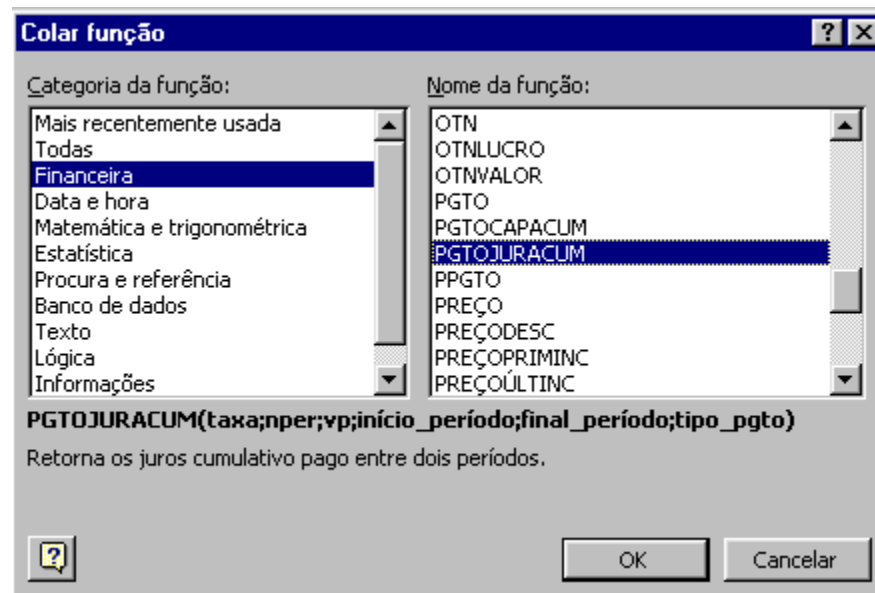 Colar função
Categoria da função:
Mais recentemente usada
Todas
Financeira
Data e hora
Matemática e trigonométrica
Estatística
Procura e referência
Banco de dados
Texto
Lógica
Informações
Nome da função:
OTN
OTNLUCRO
OTNVALOR
PGTO
PGTOCAPACUM
PGTOJURACUM
PPGTO
PREÇO
PREÇODESC
PREÇOPRIMINC
PREÇOÚLTINC
PGTOJURACUM(taxa;nper;vp;início_período;final_período;tipo_pgto)
Retorna os juros cumulativo pago entre dois períodos.
OK
Cancelar